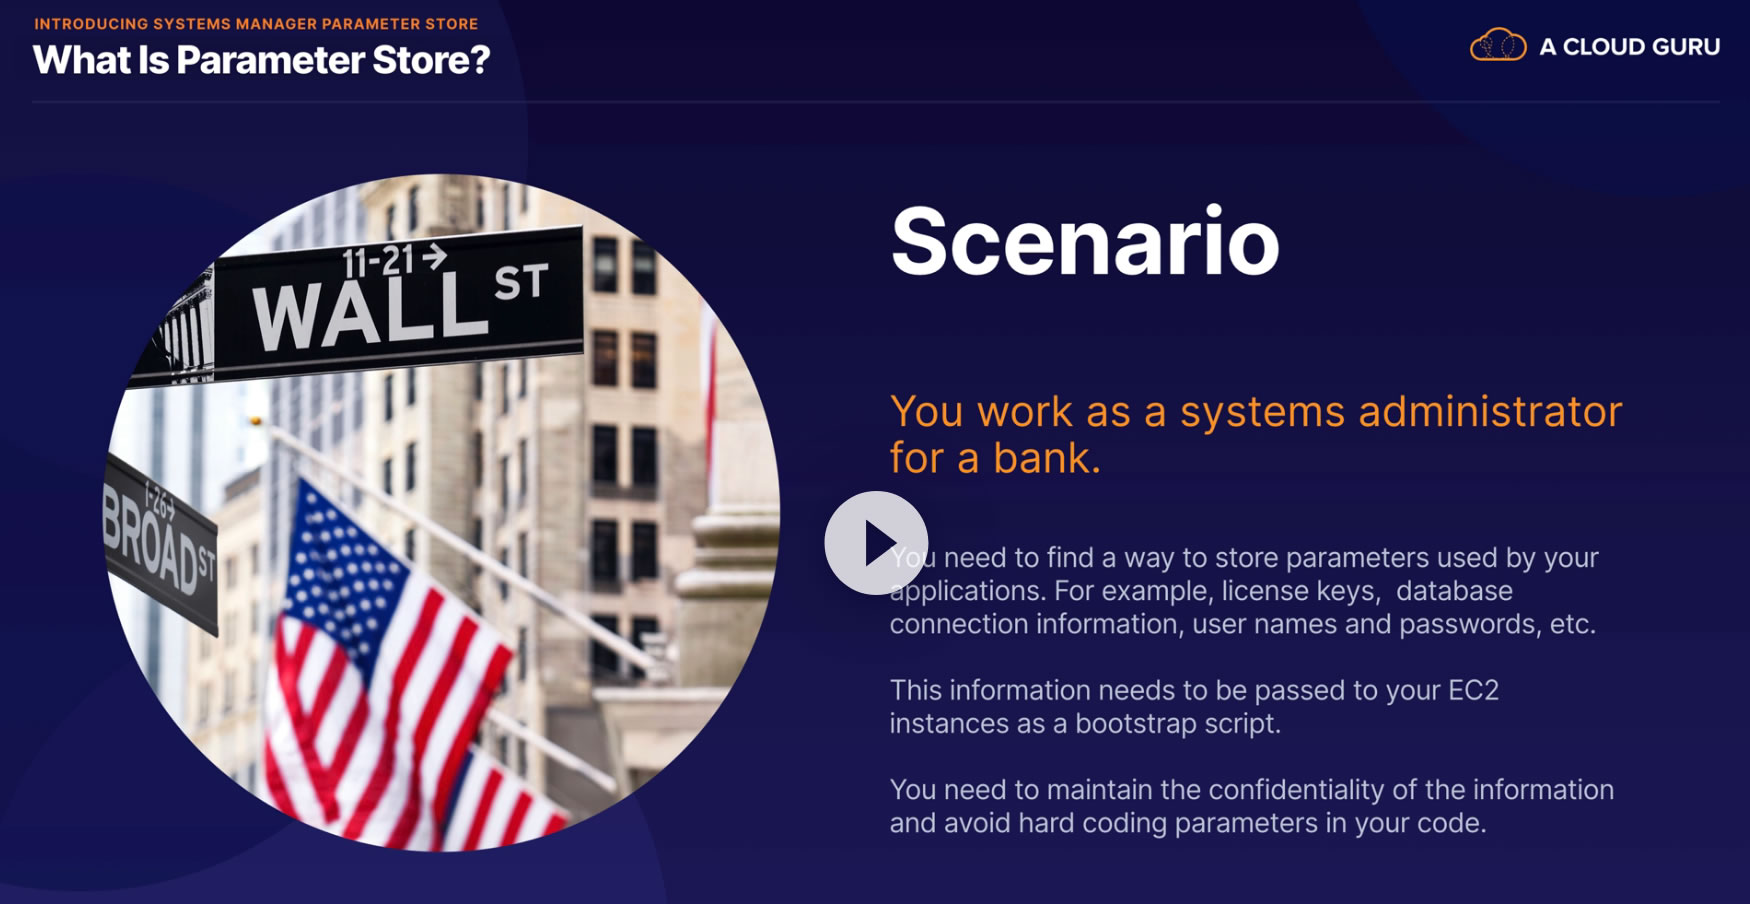 INTRODUCING SYSTEMS MANAGER PARAMETER STORE
What Is Parameter Store?
A CLOUD GURU
11-21→
WALL ST
1-26→
BROAD ST
Scenario
You work as a systems administrator
for a bank.
You need to find a way to store parameters used by your
applications. For example, license keys,  database
connection information, user names and passwords, etc.
This information needs to be passed to your EC2
instances as a bootstrap script.
You need to maintain the confidentiality of the information
and avoid hard coding parameters in your code.